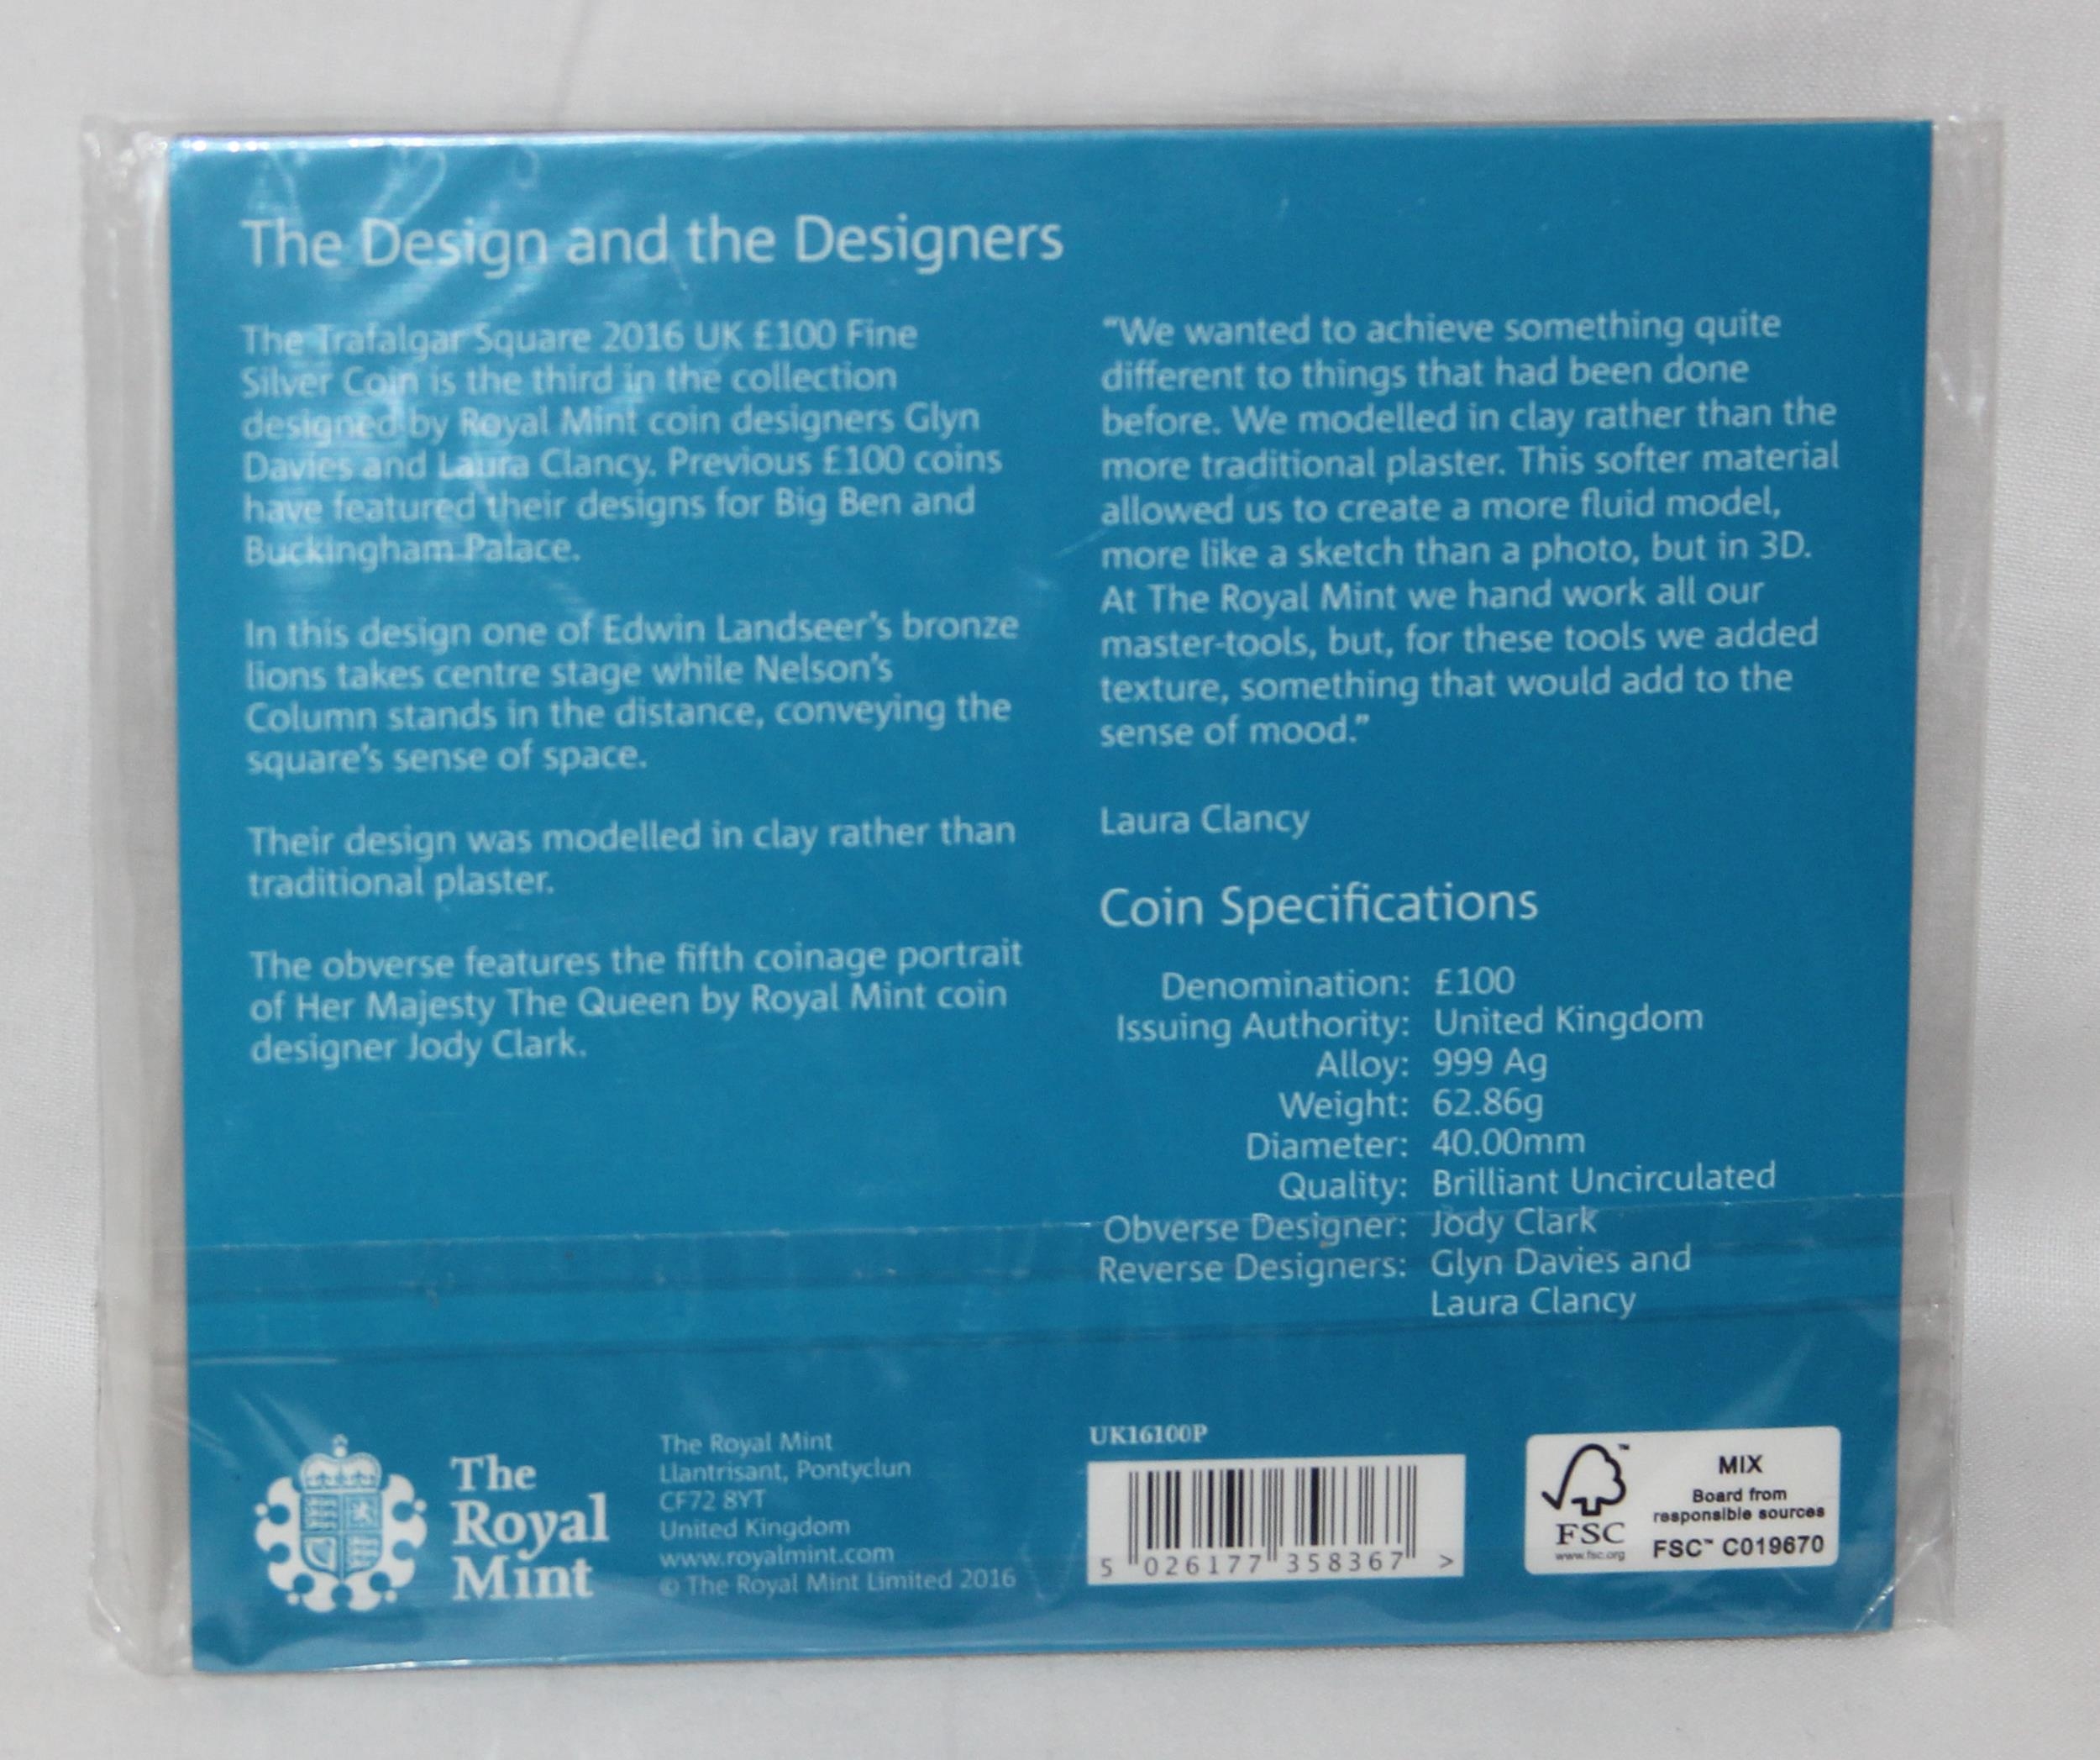 The Design and the Designers
The Trafalgar Square 2016 UK £100 Fine
Silver Coin is the third in the collection
designed by Royal Mint coin designers Glyn
Davies and Laura Clancy. Previous £100 coins
have featured their designs for Big Ben and
Buckingham Palace.
In this design one of Edwin Landseer's bronze
lions takes centre stage while Nelson's
Column stands in the distance, conveying the
square's sense of space.
Their design was modelled in clay rather than
traditional plaster.
The obverse features the fifth coinage portrait
of Her Majesty The Queen by Royal Mint coin
designer Jody Clark.
“We wanted to achieve something quite
different to things that had been done
before. We modelled in clay rather than the
more traditional plaster. This softer material
allowed us to create a more fluid model,
more like a sketch than a photo, but in 3D.
At The Royal Mint we hand work all our
master-tools, but, for these tools we added
texture, something that would add to the
sense of mood.”
Laura Clancy
Coin Specifications
Denomination: £100
Issuing Authority: United Kingdom
Alloy: 999 Ag
Weight: 62.86g
Diameter: 40.00mm
Quality: Brilliant Uncirculated
Obverse Designer: Jody Clark
Reverse Designers: Glyn Davies and
Laura Clancy
The
Royal
Mint
The Royal Mint
Llantrisant, Pontyclun
CF72 8YT
United Kingdom
www.royalmint.com
© The Royal Mint Limited 2016
UK16100P
5 026177 358367 >
FSC
www.fsc.org
MIX
Board from
responsible sources
FSC™ C019670